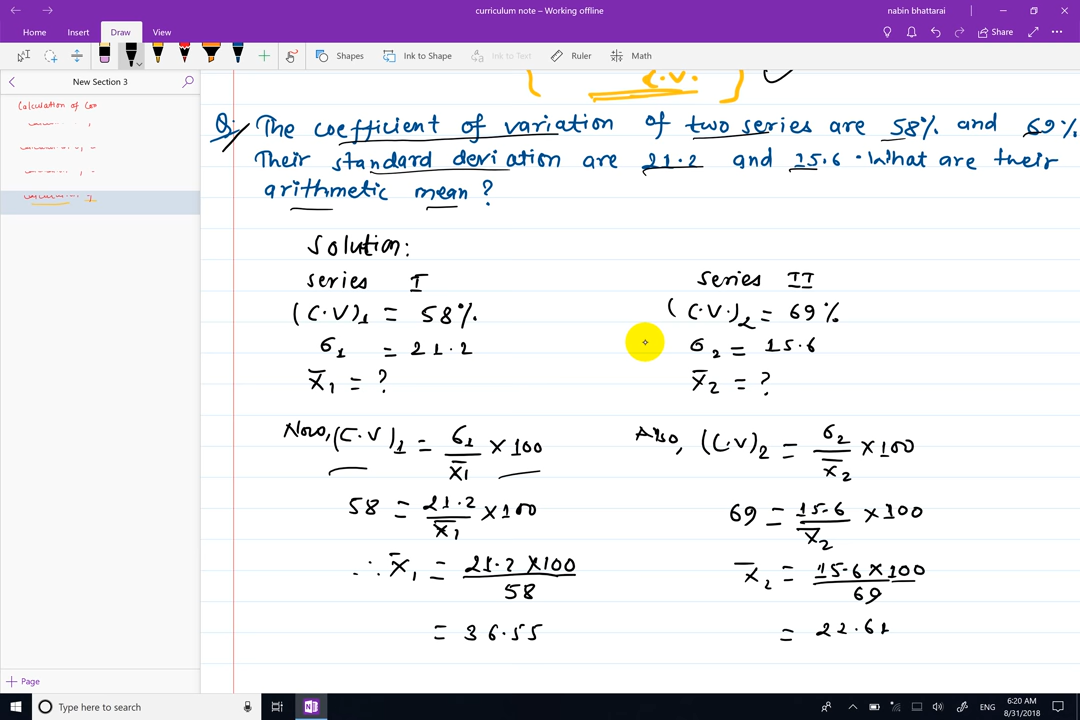 curriculum note – Working offline
nabin bhattarai
Home Insert Draw View
Share
Shapes Ink to Shape Ink to Text Ruler Math
New Section 3
C.V.
Calculation of Co
Q. The coefficient of variation of two series are 58% and 69%.
Their standard deviation are 21.2 and 15.6. What are their
arithmetic mean ?
Solution:
series I
(C.V)₁ = 58%.
σ₁ = 21.2
X̄₁ = ?
Now, (C.V)₁ = σ₁/X̄₁ × 100
58 = 21.2/X̄₁ × 100
∴ X̄₁ = 21.2 × 100/58
= 36.55
Series II
(C.V.)₂ = 69%
σ₂ = 15.6
X̄₂ = ?
Also, (C.V)₂ = σ₂/X̄₂ × 100
69 = 15.6/X̄₂ × 100
X̄₂ = 15.6 × 100/69
= 22.61
+ Page
Type here to search
ENG
6:20 AM
8/31/2018